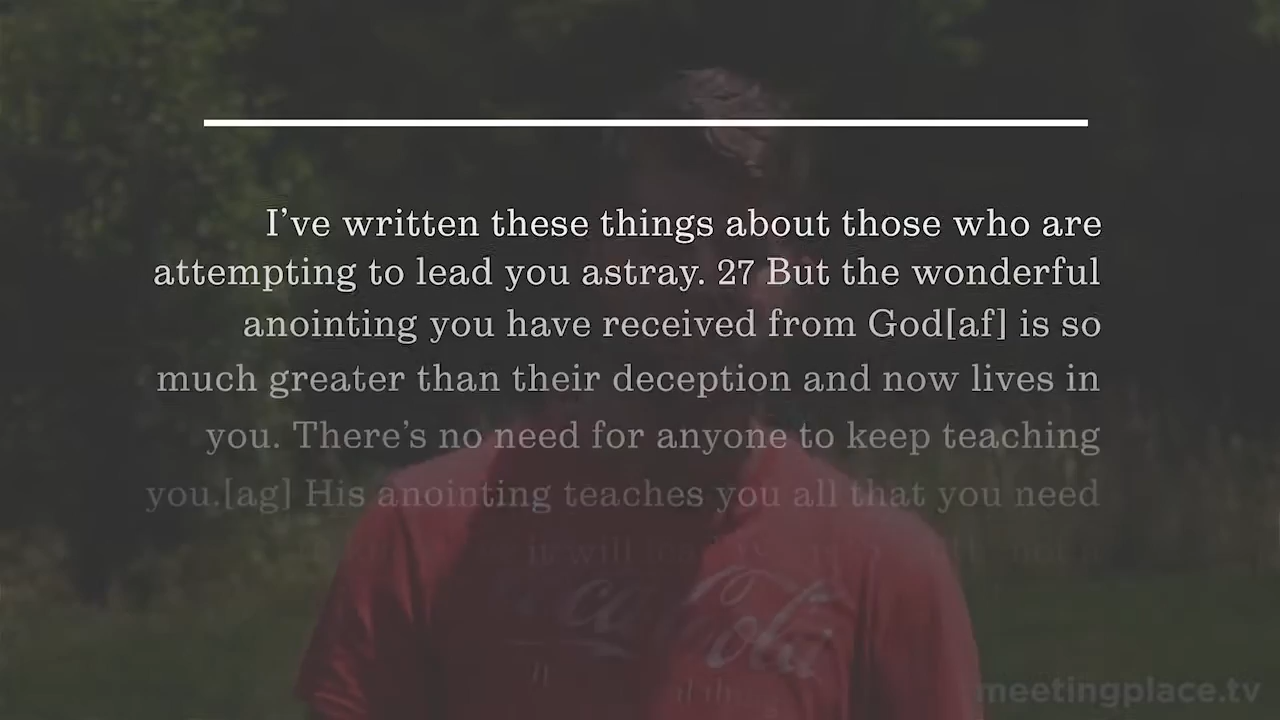 I’ve written these things about those who are
attempting to lead you astray. 27 But the wonderful
anointing you have received from God[af] is so
much greater than their deception and now lives in
you. There’s no need for anyone to keep teaching
you.[ag] His anointing teaches you all that you need
it will
meetingplace.tv